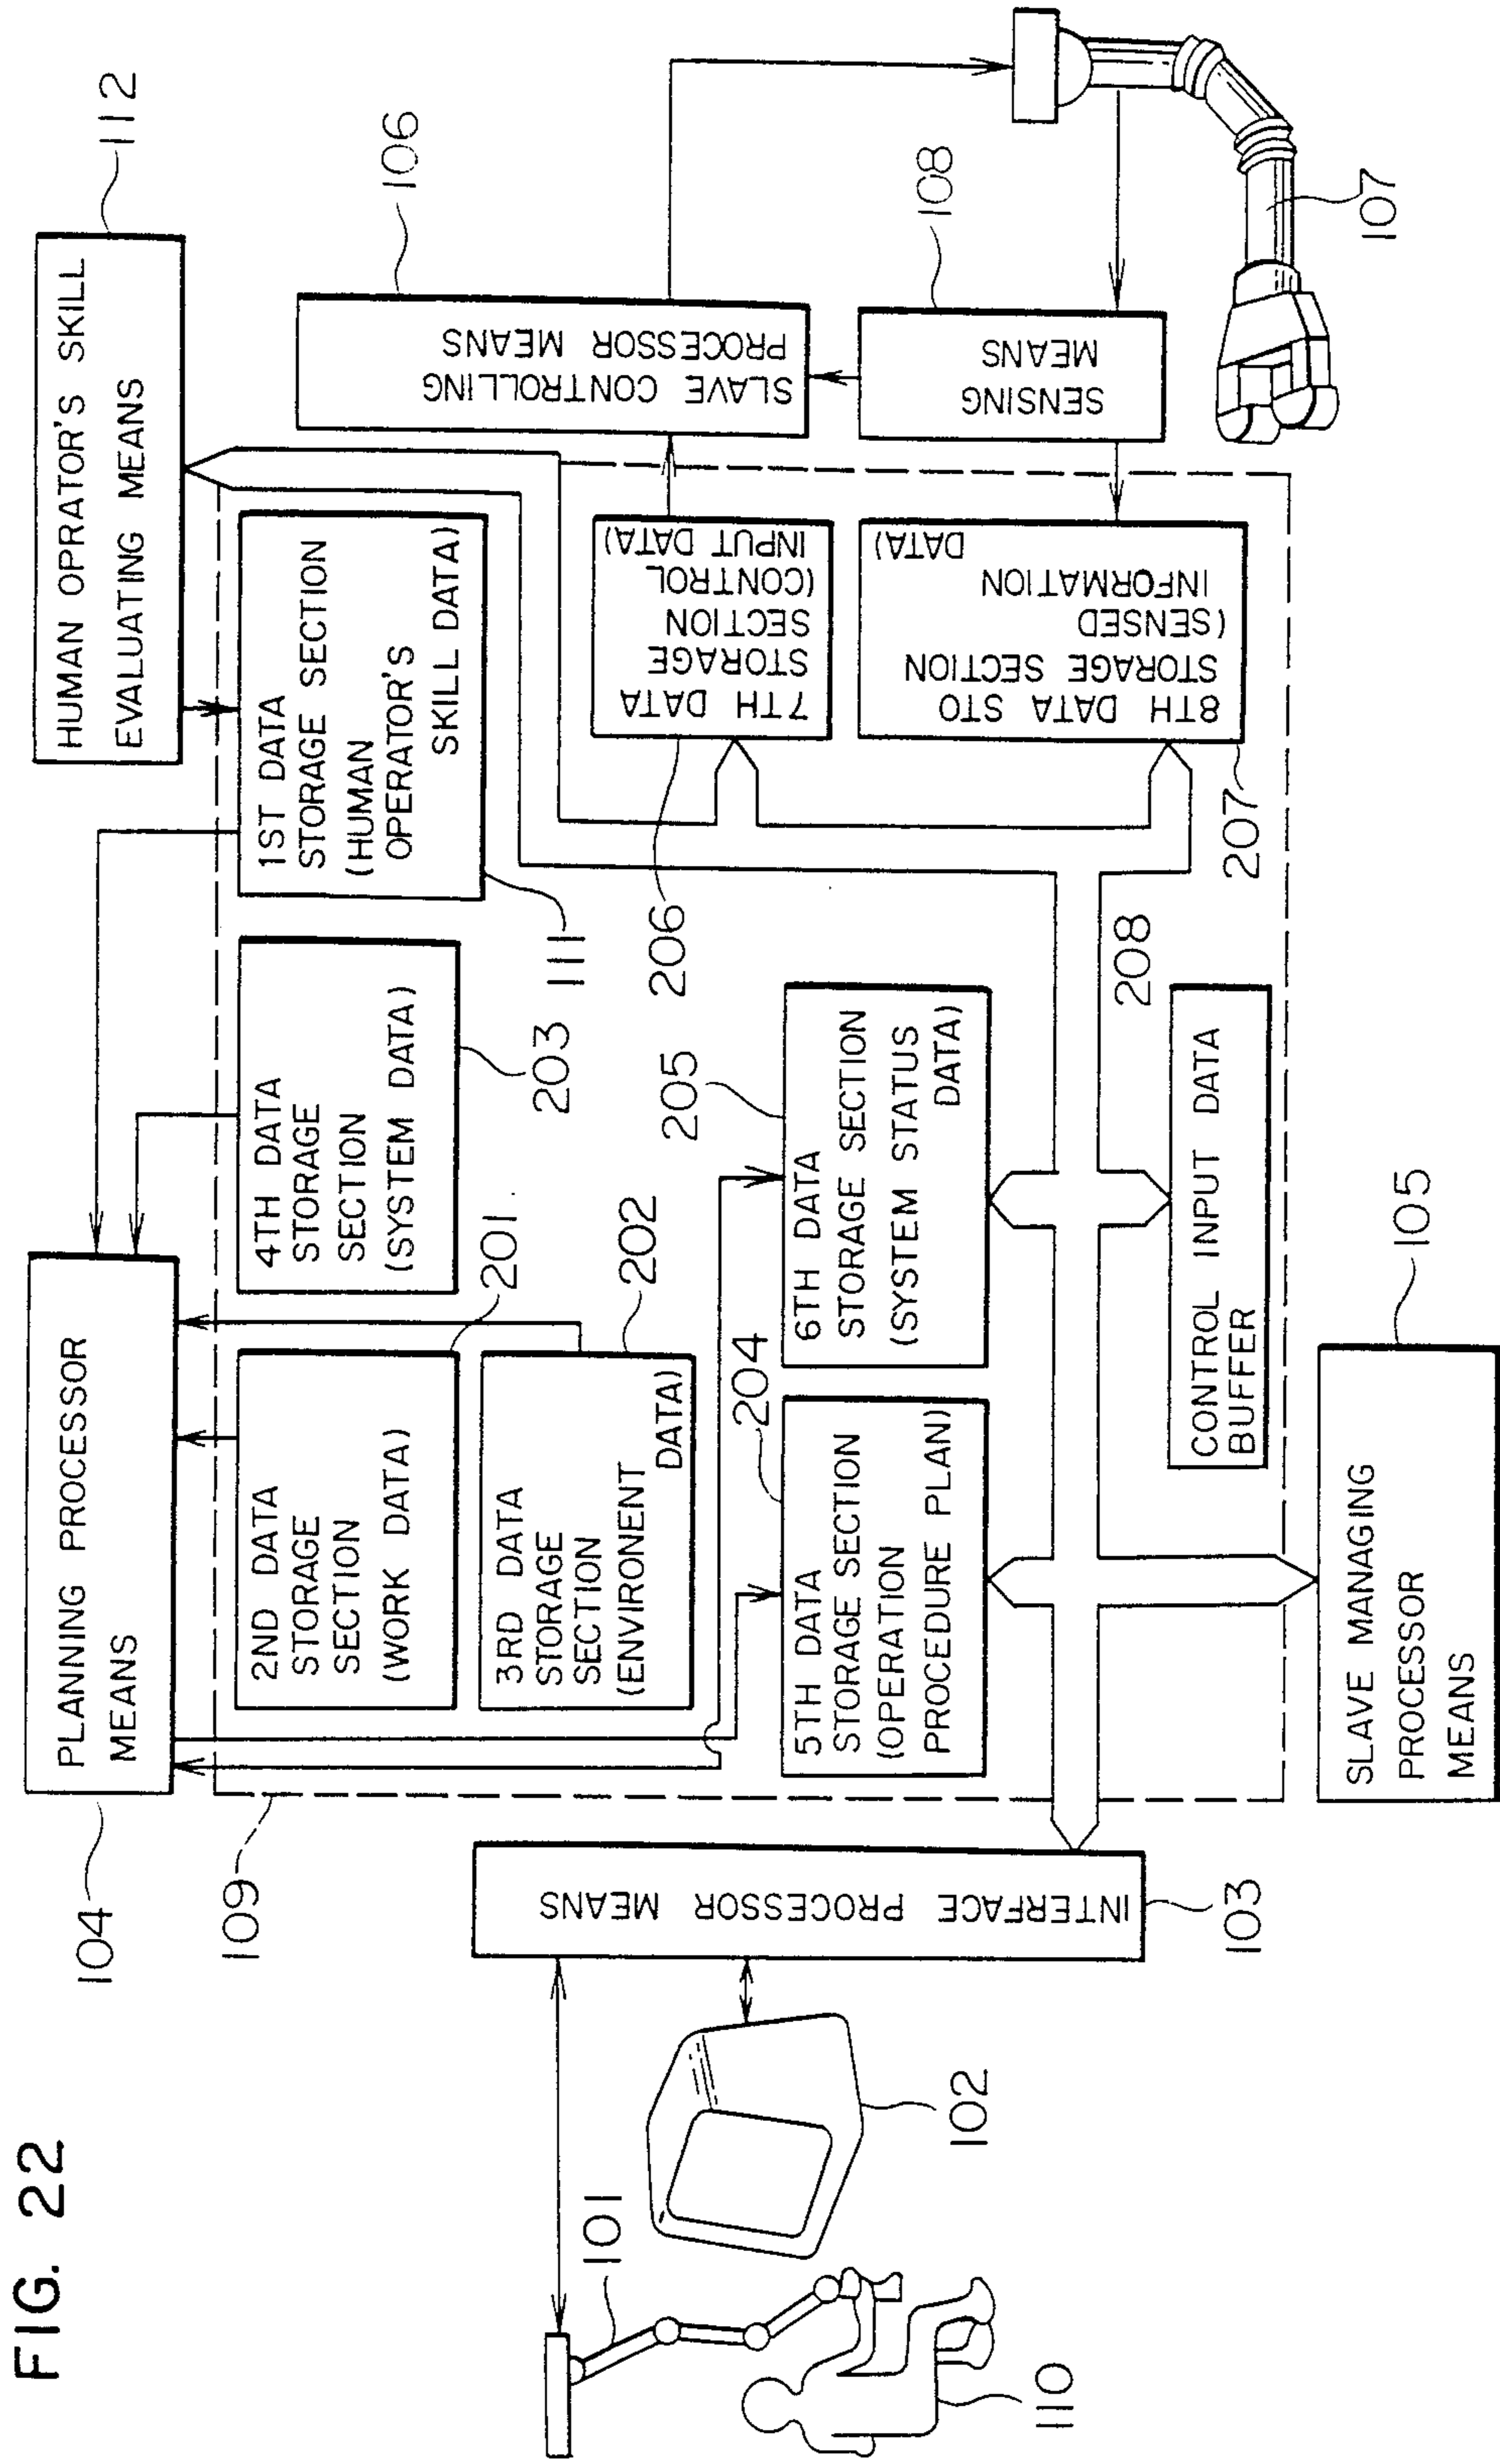 FIG. 22
104
PLANNING PROCESSOR
MEANS
112
HUMAN OPRATOR'S SKILL
EVALUATING MEANS
109
2ND DATA
STORAGE
SECTION
(WORK DATA)
201
4TH DATA
STORAGE
SECTION
(SYSTEM DATA)
203
1ST DATA
STORAGE SECTION
(HUMAN
OPERATOR'S
SKILL DATA)
111
106
SLAVE CONTROLLING
PROCESSOR MEANS
3RD DATA
STORAGE
SECTION
(ENVIRONENT
DATA)
202
101
INTERFACE PROCESSOR MEANS
103
204
5TH DATA
STORAGE SECTION
(OPERATION
PROCEDURE PLAN)
205
6TH DATA
STORAGE SECTION
(SYSTEM STATUS
DATA)
206
7TH DATA
STORAGE
SECTION
(CONTROL
INPUT DATA)
108
SENSING
MEANS
8TH DATA STO
STORAGE SECTION
(SENSED
INFORMATION
DATA)
207
102
110
208
CONTROL INPUT DATA
BUFFER
107
SLAVE MANAGING
PROCESSOR
MEANS
105